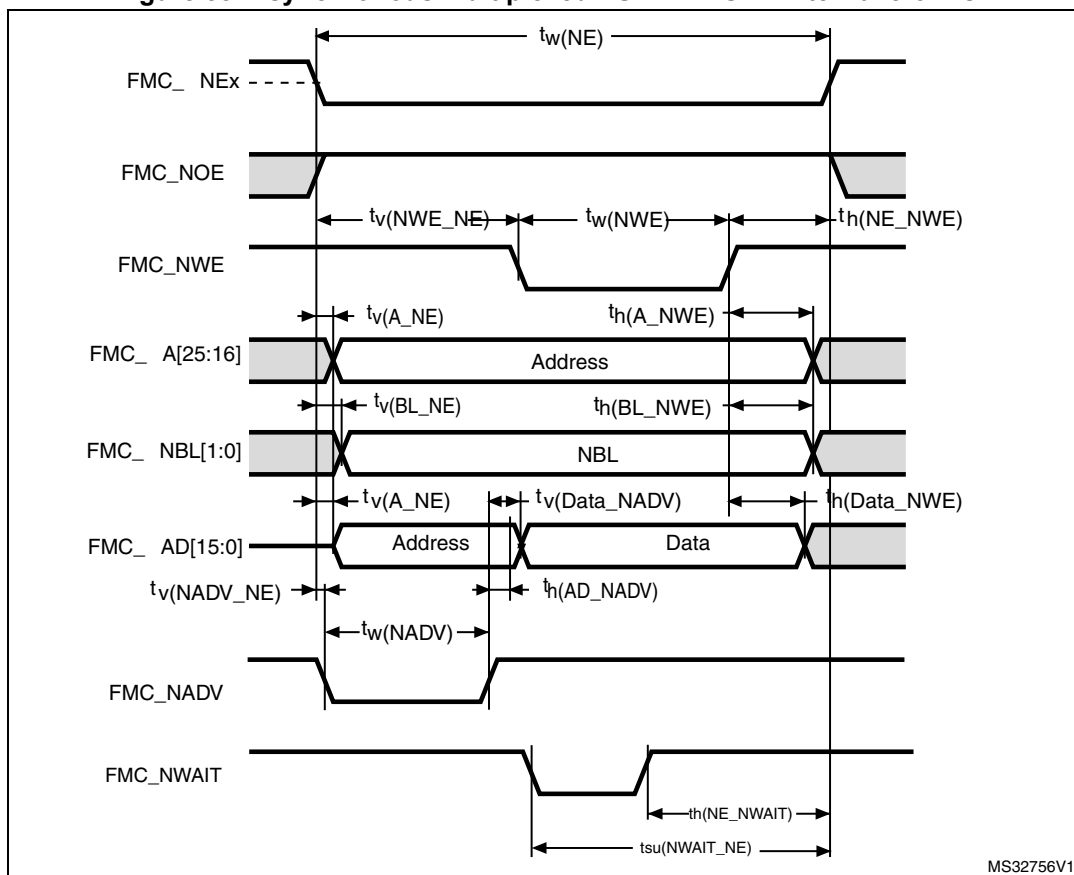 tw(NE)
FMC_ NEx
FMC_NOE
tv(NWE_NE) tw(NWE) th(NE_NWE)
FMC_NWE
tv(A_NE) th(A_NWE)
FMC_ A[25:16] Address
tv(BL_NE) th(BL_NWE)
FMC_ NBL[1:0] NBL
tv(A_NE) tv(Data_NADV) th(Data_NWE)
FMC_ AD[15:0] Address Data
tv(NADV_NE) th(AD_NADV)
tw(NADV)
FMC_NADV
FMC_NWAIT
th(NE_NWAIT)
tsu(NWAIT_NE)
MS32756V1